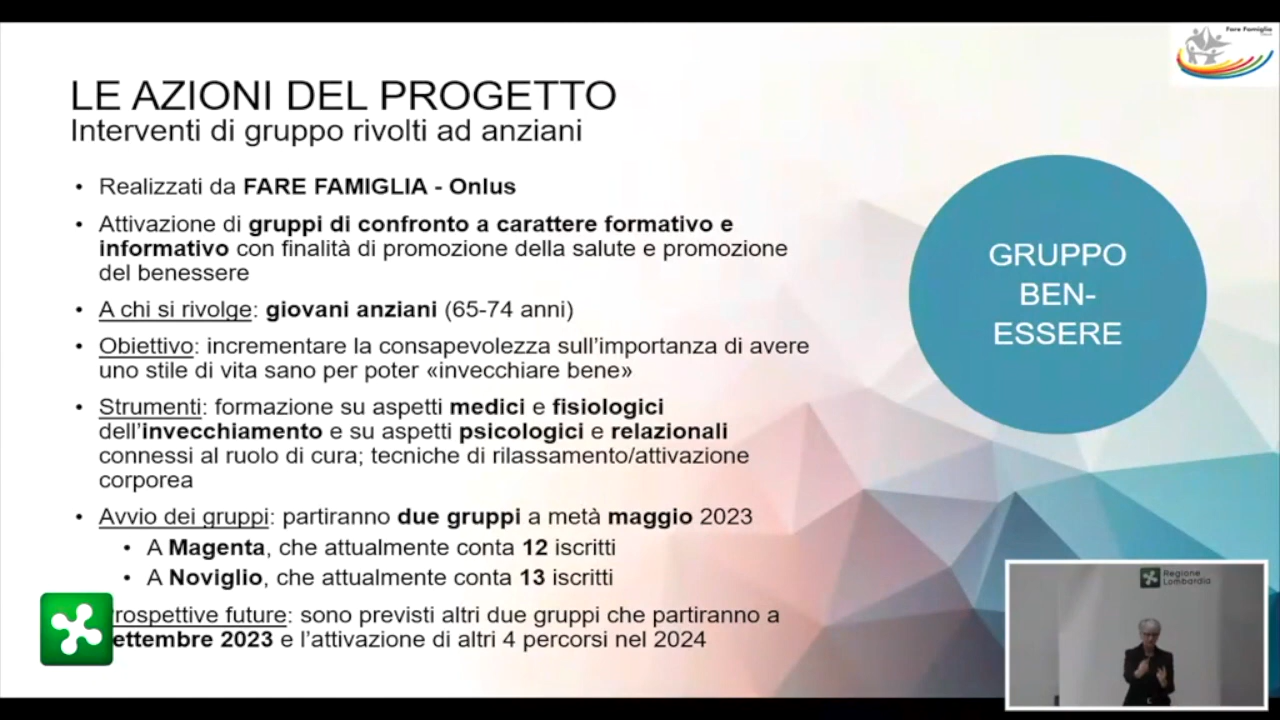 Fare Famiglia
LE AZIONI DEL PROGETTO
Interventi di gruppo rivolti ad anziani
• Realizzati da FARE FAMIGLIA - Onlus
• Attivazione di gruppi di confronto a carattere formativo e
informativo con finalità di promozione della salute e promozione
del benessere
• A chi si rivolge: giovani anziani (65-74 anni)
• Obiettivo: incrementare la consapevolezza sull’importanza di avere
uno stile di vita sano per poter «invecchiare bene»
• Strumenti: formazione su aspetti medici e fisiologici
dell’invecchiamento e su aspetti psicologici e relazionali
connessi al ruolo di cura; tecniche di rilassamento/attivazione
corporea
• Avvio dei gruppi: partiranno due gruppi a metà maggio 2023
• A Magenta, che attualmente conta 12 iscritti
• A Noviglio, che attualmente conta 13 iscritti
rospettive future: sono previsti altri due gruppi che partiranno a
ettembre 2023 e l’attivazione di altri 4 percorsi nel 2024
GRUPPO
BEN-
ESSERE
Regione
Lombardia